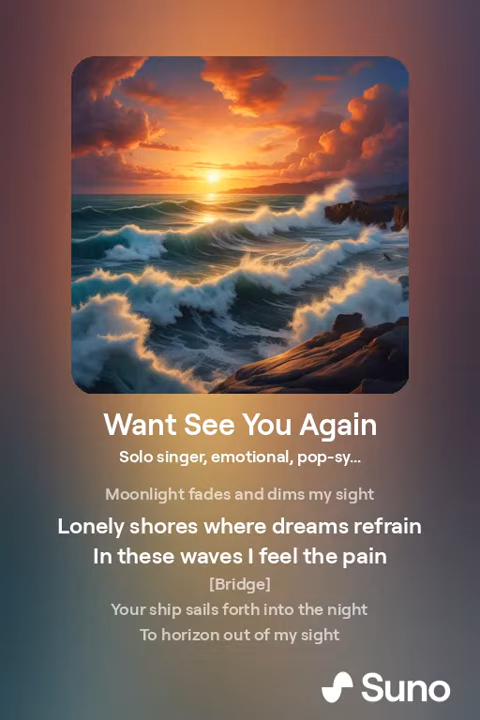 Want See You Again
Solo singer, emotional, pop-sy...
Moonlight fades and dims my sight
Lonely shores where dreams refrain
In these waves I feel the pain
[Bridge]
Your ship sails forth into the night
To horizon out of my sight
Suno